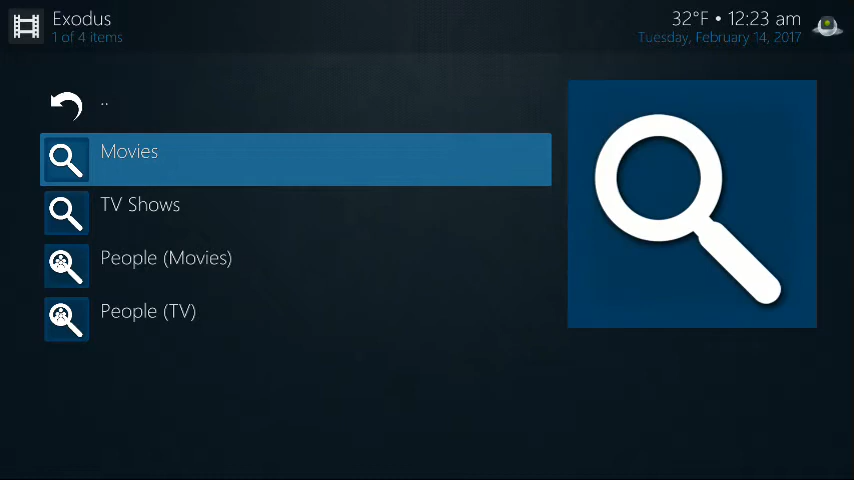 Exodus
1 of 4 items
32°F • 12:23 am
Tuesday, February 14, 2017
..
Movies
TV Shows
People (Movies)
People (TV)